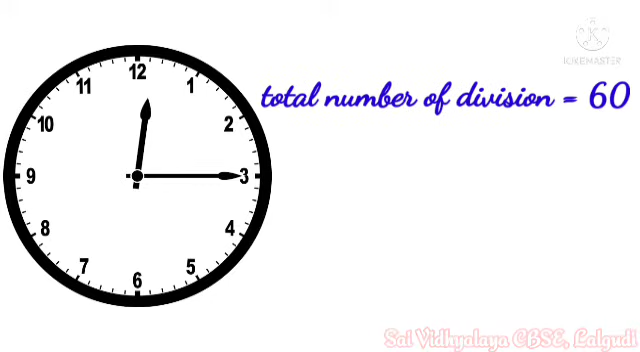 KINEMASTER
12
11 1
total number of division = 60
10 2
9 3
8 4
7 5
6
Sai Vidhyalaya CBSE, Lalgudi